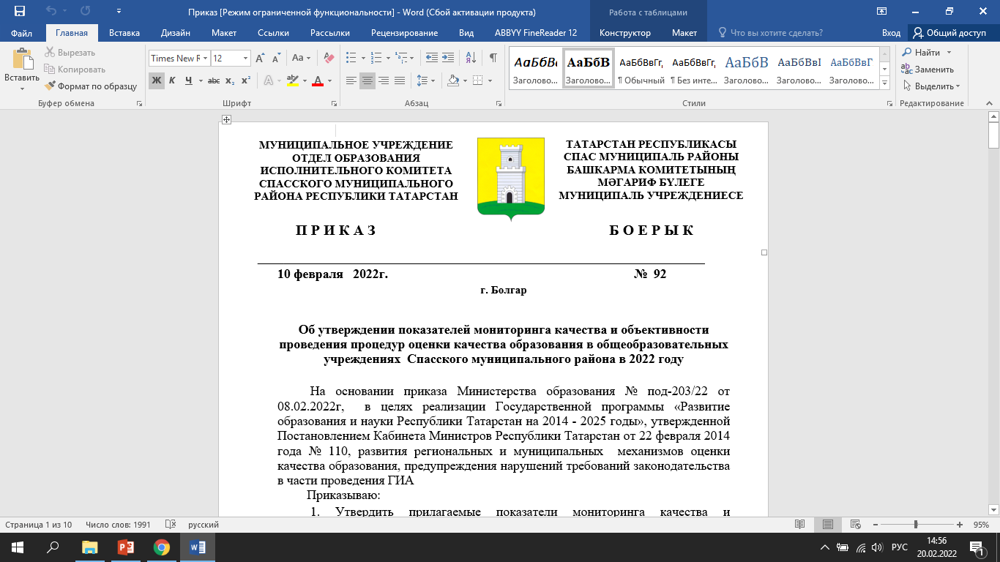 Приказ [Режим ограниченной функциональности] - Word (Сбой активации продукта)
Работа с таблицами
Файл
Главная
Вставка
Дизайн
Макет
Ссылки
Рассылки
Рецензирование
Вид
ABBYY FineReader 12
Конструктор
Макет
Что вы хотите сделать?
Вход
Общий доступ
Вставить
Вырезать
Копировать
Формат по образцу
Буфер обмена
Times New R
12
Aa
Ж К Ч abc x₂ x²
Шрифт
Абзац
АаБбВı
Заголово...
АаБбВ
Заголово...
АаБбВвГг,
¶ Обычный
АаБбВвГг,
¶ Без инте...
АаБбВ
Заголово...
АаБбВвІ
Заголово...
АаБбВвГ
Заголово...
Стили
Найти
Заменить
Выделить
Редактирование
МУНИЦИПАЛЬНОЕ УЧРЕЖДЕНИЕ
ОТДЕЛ ОБРАЗОВАНИЯ
ИСПОЛНИТЕЛЬНОГО КОМИТЕТА
СПАССКОГО МУНИЦИПАЛЬНОГО
РАЙОНА РЕСПУБЛИКИ ТАТАРСТАН
П Р И К А З
ТАТАРСТАН РЕСПУБЛИКАСЫ
СПАС МУНИЦИПАЛЬ РАЙОНЫ
БАШКАРМА КОМИТЕТЫНЫҢ
МӘГАРИФ БҮЛЕГЕ
МУНИЦИПАЛЬ УЧРЕЖДЕНИЕСЕ
Б О Е Р Ы К
10 февраля 2022г. № 92
г. Болгар
Об утверждении показателей мониторинга качества и объективности
проведения процедур оценки качества образования в общеобразовательных
учреждениях Спасского муниципального района в 2022 году
На основании приказа Министерства образования № под-203/22 от
08.02.2022г, в целях реализации Государственной программы «Развитие
образования и науки Республики Татарстан на 2014 - 2025 годы», утвержденной
Постановлением Кабинета Министров Республики Татарстан от 22 февраля 2014
года № 110, развития региональных и муниципальных механизмов оценки
качества образования, предупреждения нарушений требований законодательства
в части проведения ГИА
Приказываю:
1. Утвердить прилагаемые показатели мониторинга качества и
Страница 1 из 10
Число слов: 1991
русский
95%
РУС
14:56
20.02.2022
1